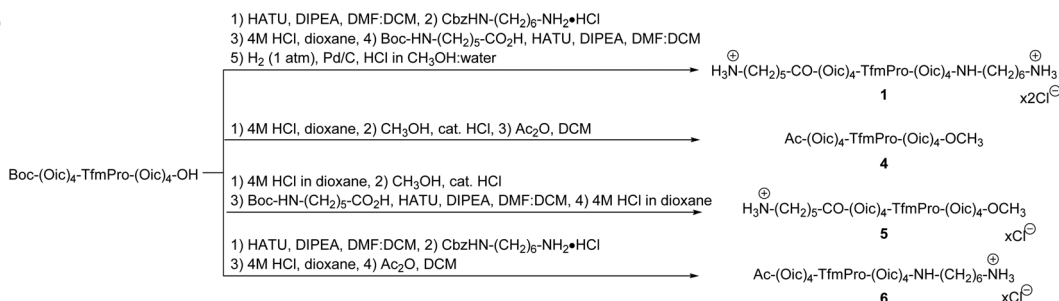 1) HATU, DIPEA, DMF:DCM, 2) CbzHN-(CH₂)₆-NH₂•HCl
3) 4M HCl, dioxane, 4) Boc-HN-(CH₂)₅-CO₂H, HATU, DIPEA, DMF:DCM
5) H₂ (1 atm), Pd/C, HCl in CH₃OH:water
H₃N⊕-(CH₂)₅-CO-(Oic)₄-TfmPro-(Oic)₄-NH-(CH₂)₆-NH₃⊕
1
x2Cl⊖
1) 4M HCl, dioxane, 2) CH₃OH, cat. HCl, 3) Ac₂O, DCM
Ac-(Oic)₄-TfmPro-(Oic)₄-OCH₃
4
Boc-(Oic)₄-TfmPro-(Oic)₄-OH
1) 4M HCl in dioxane, 2) CH₃OH, cat. HCl
3) Boc-HN-(CH₂)₅-CO₂H, HATU, DIPEA, DMF:DCM, 4) 4M HCl in dioxane
H₃N⊕-(CH₂)₅-CO-(Oic)₄-TfmPro-(Oic)₄-OCH₃
5
xCl⊖
1) HATU, DIPEA, DMF:DCM, 2) CbzHN-(CH₂)₆-NH₂•HCl
3) 4M HCl, dioxane, 4) Ac₂O, DCM
Ac-(Oic)₄-TfmPro-(Oic)₄-NH-(CH₂)₆-NH₃⊕
6
xCl⊖